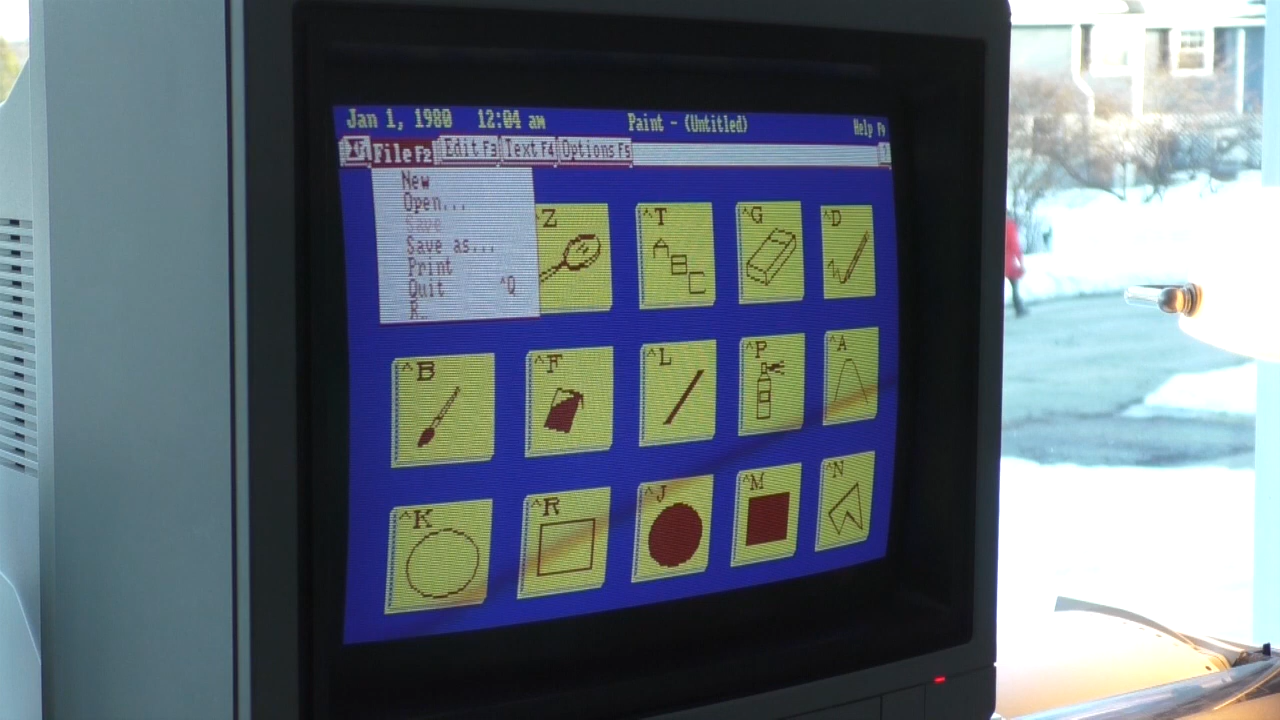 Jan 1, 1980 12:04 am Paint - (Untitled) Help F9
File F2 Edit F3 Text F4 Options F5
New
Open...
Save
Save as...
Print
Quit ^Q
^Z ^T ^G ^D
^B ^F ^L ^P ^A
^K ^R ^J ^M ^N